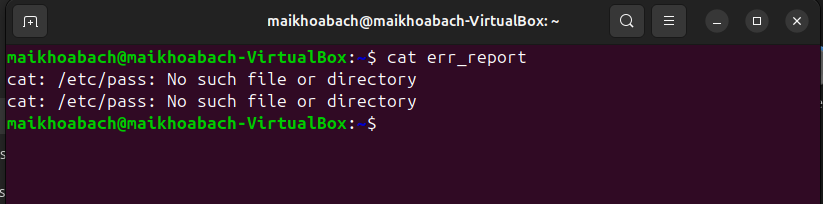 maikhoabach@maikhoabach-VirtualBox: ~
maikhoabach@maikhoabach-VirtualBox:~$ cat err_report
cat: /etc/pass: No such file or directory
cat: /etc/pass: No such file or directory
maikhoabach@maikhoabach-VirtualBox:~$